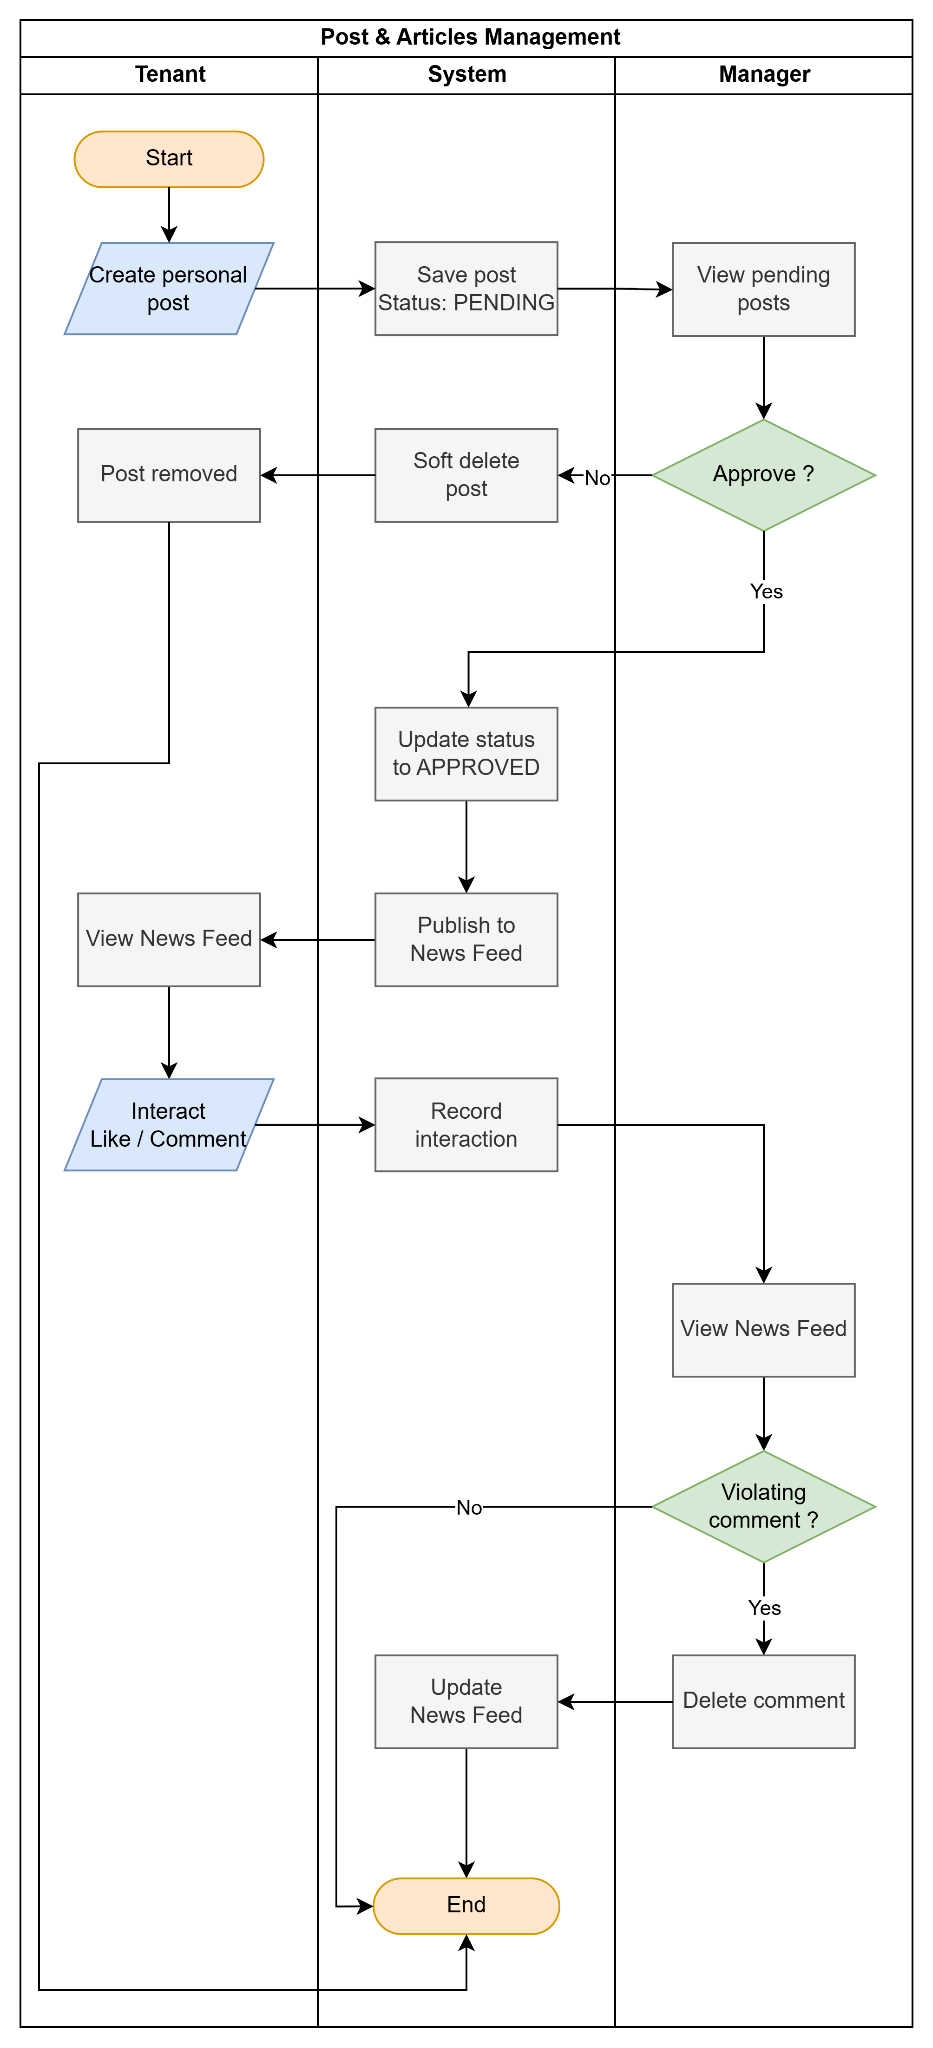 Post & Articles Management
Tenant
System
Manager
Start
Create personal
post
Save post
Status: PENDING
View pending
posts
Post removed
Soft delete
post
No
Approve ?
Yes
Update status
to APPROVED
View News Feed
Publish to
News Feed
Interact
Like / Comment
Record
interaction
View News Feed
Violating
comment ?
No
Yes
Update
News Feed
Delete comment
End